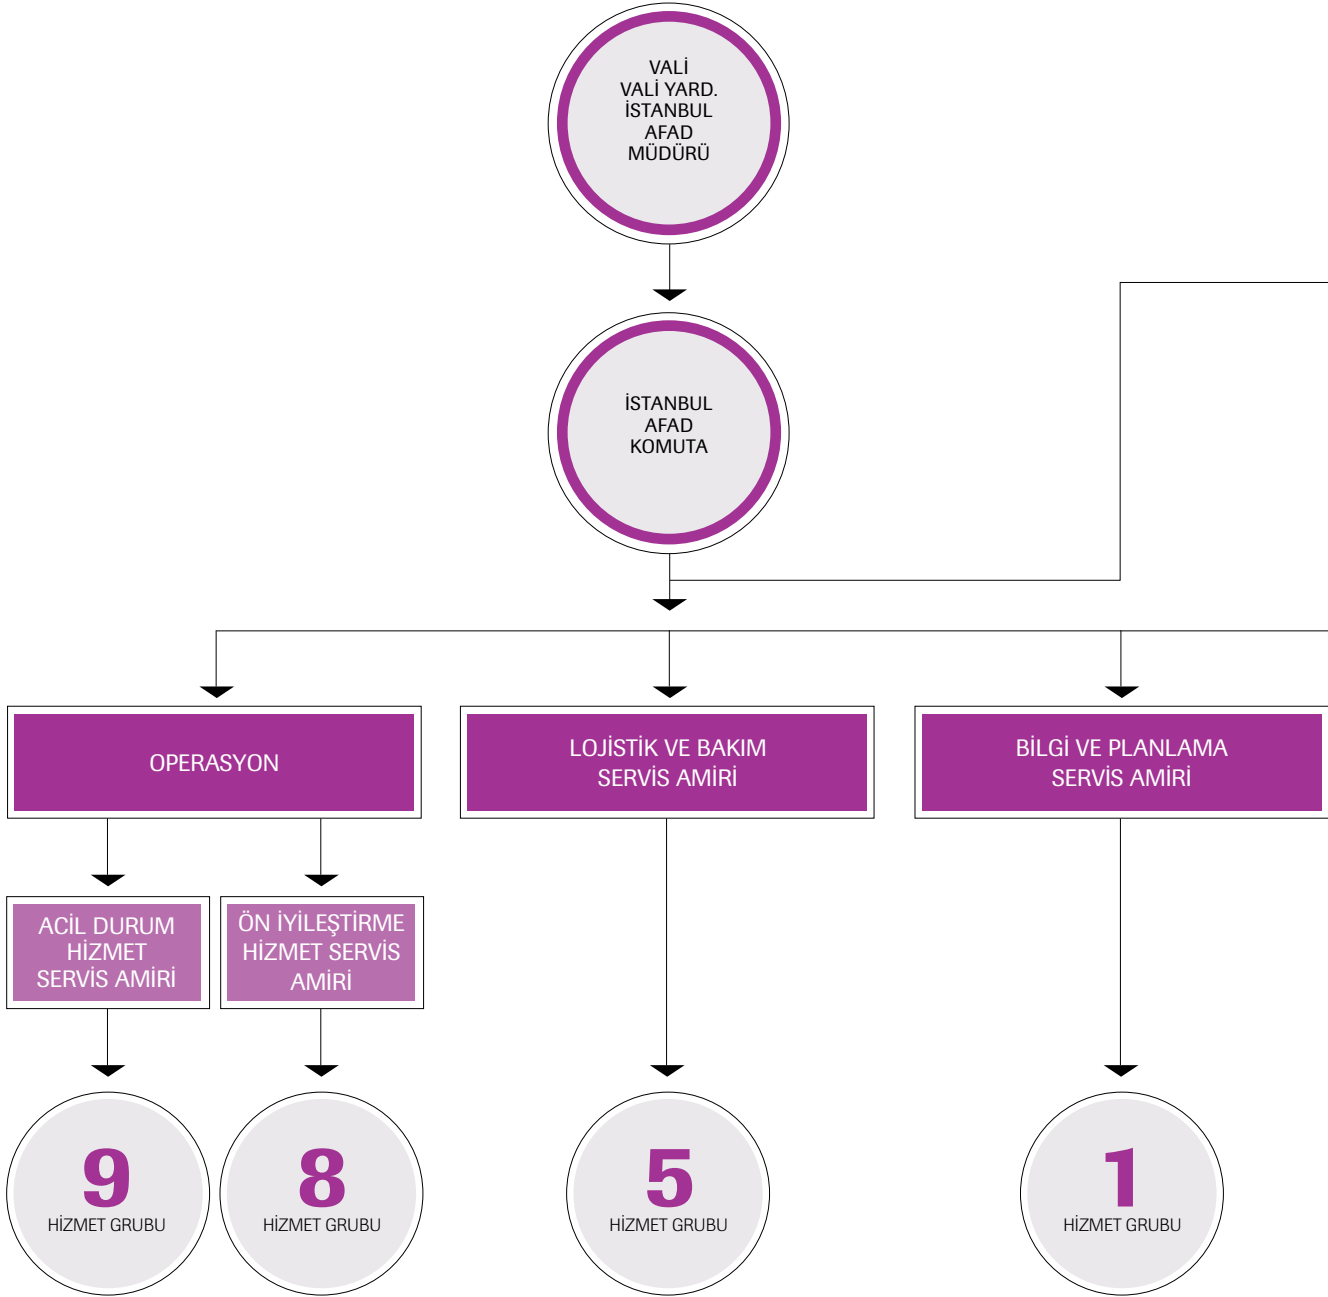 VALİ
VALİ YARD.
İSTANBUL
AFAD
MÜDÜRÜ
İSTANBUL
AFAD
KOMUTA
OPERASYON
LOJİSTİK VE BAKIM
SERVİS AMİRİ
BİLGİ VE PLANLAMA
SERVİS AMİRİ
ACİL DURUM
HİZMET
SERVİS AMİRİ
ÖN İYİLEŞTİRME
HİZMET SERVİS
AMİRİ
9
HİZMET GRUBU
8
HİZMET GRUBU
5
HİZMET GRUBU
1
HİZMET GRUBU